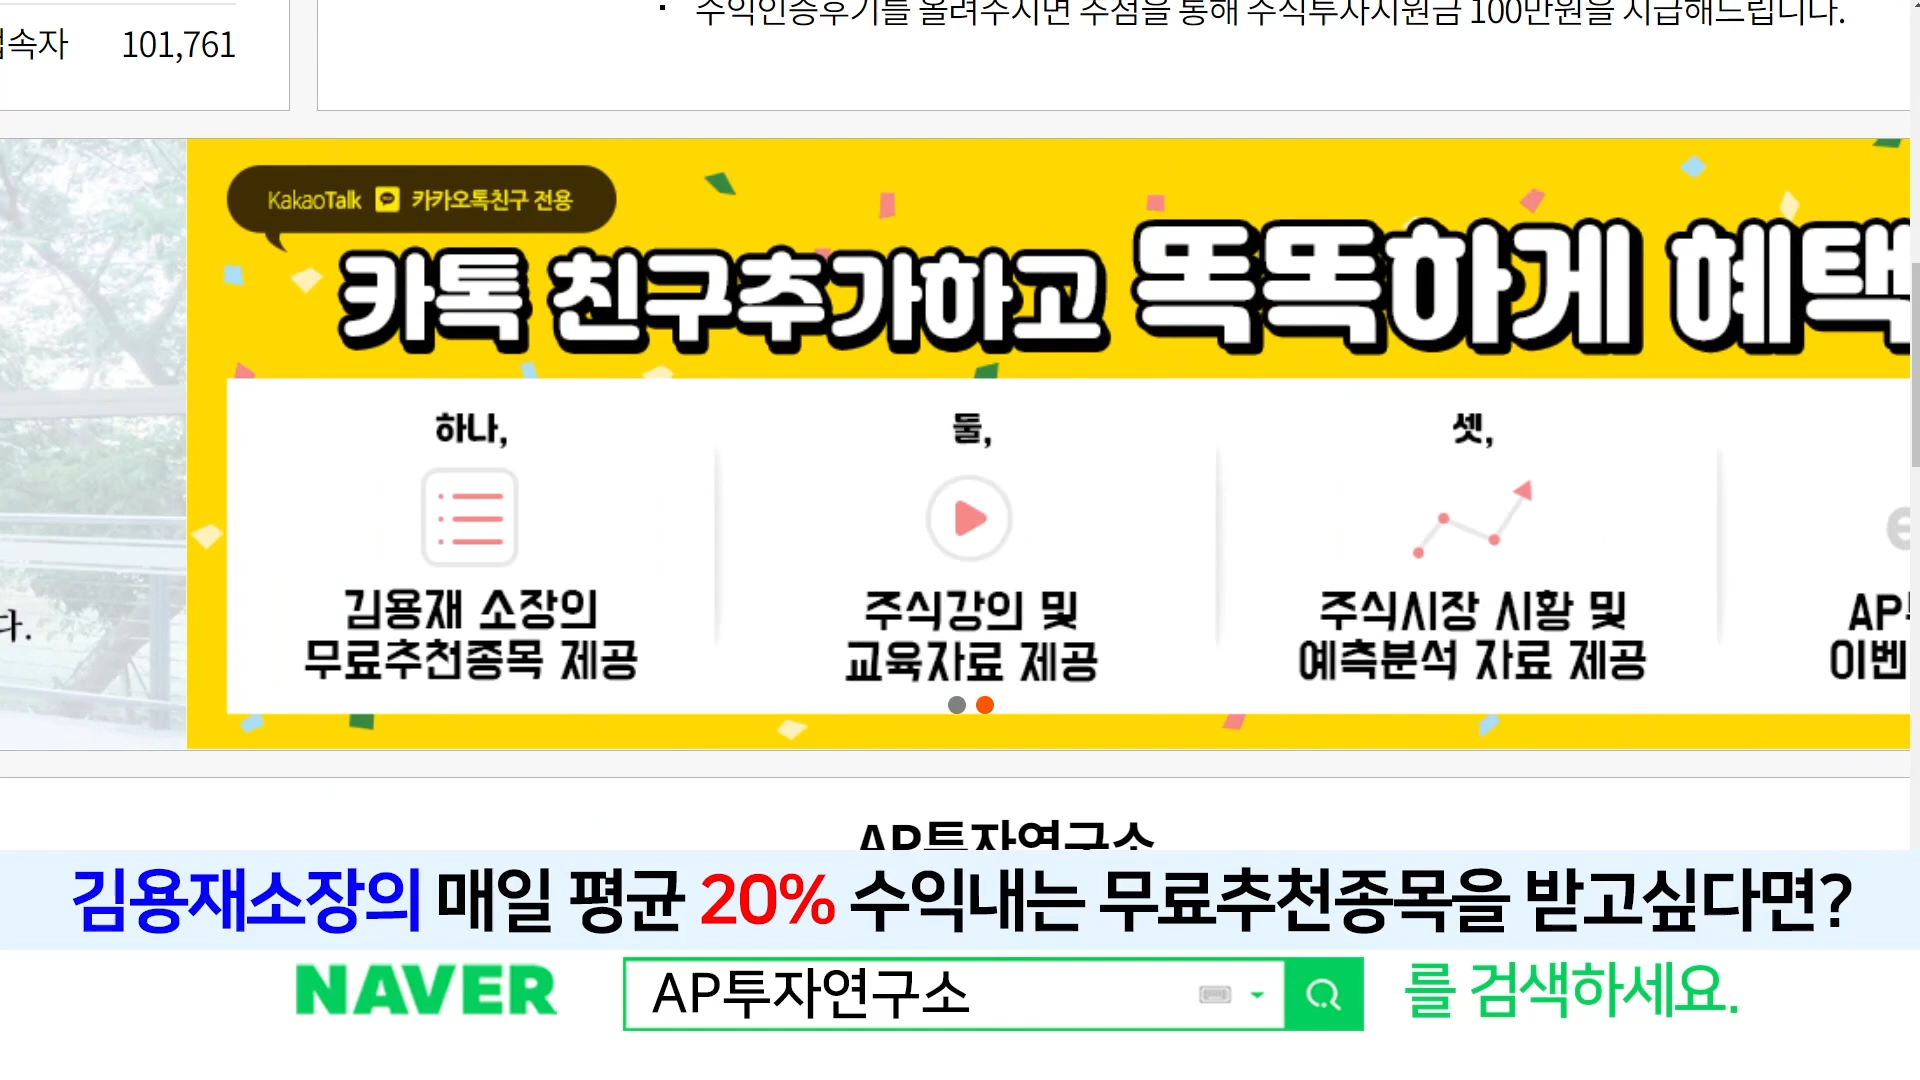 수익인증후기를 올려주시면 추첨을 통해 주식투자지원금 100만원을 지급해드립니다.
접속자 101,761
KakaoTalk 카카오톡친구 전용
카톡 친구추가하고 똑똑하게 혜택
하나,
둘,
셋,
김용재 소장의
무료추천종목 제공
주식강의 및
교육자료 제공
주식시장 시황 및
예측분석 자료 제공
AP
이벤
다.
AP투자연구소
김용재소장의 매일 평균 20% 수익내는 무료추천종목을 받고싶다면?
NAVER AP투자연구소 를 검색하세요.